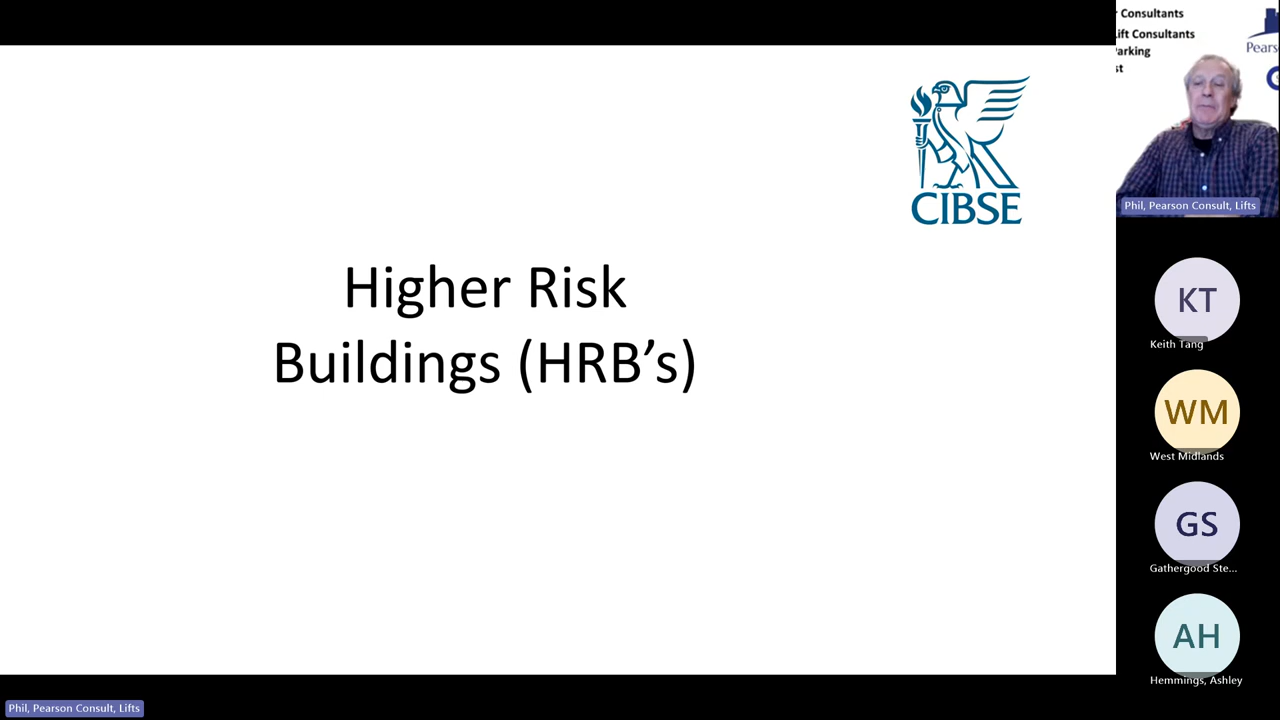 CIBSE
Higher Risk
Buildings (HRB's)
Consultants
Lift Consultants
Parking
Pears
Phil, Pearson Consult, Lifts
KT
Keith Tang
WM
West Midlands
GS
Gathergood Ste...
AH
Hemmings, Ashley
Phil, Pearson Consult, Lifts